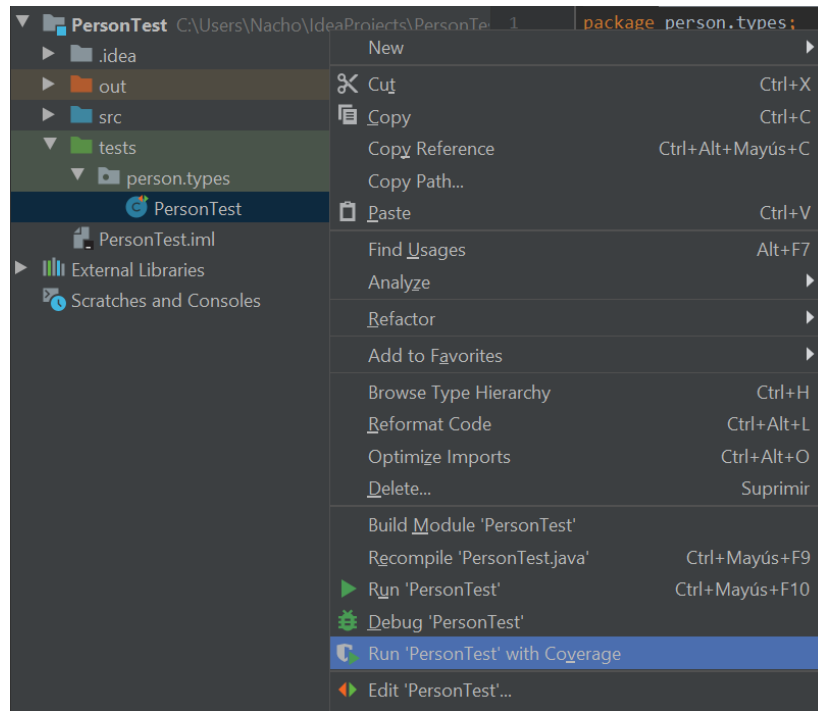 PersonTest C:\Users\Nacho\IdeaProjects\PersonTe 1 package person.types;
.idea
out
src
tests
person.types
PersonTest
PersonTest.iml
External Libraries
Scratches and Consoles
New
Cut Ctrl+X
Copy Ctrl+C
Copy Reference Ctrl+Alt+Mayús+C
Copy Path...
Paste Ctrl+V
Find Usages Alt+F7
Analyze
Refactor
Add to Favorites
Browse Type Hierarchy Ctrl+H
Reformat Code Ctrl+Alt+L
Optimize Imports Ctrl+Alt+O
Delete... Suprimir
Build Module 'PersonTest'
Recompile 'PersonTest.java' Ctrl+Mayús+F9
Run 'PersonTest' Ctrl+Mayús+F10
Debug 'PersonTest'
Run 'PersonTest' with Coverage
Edit 'PersonTest'...